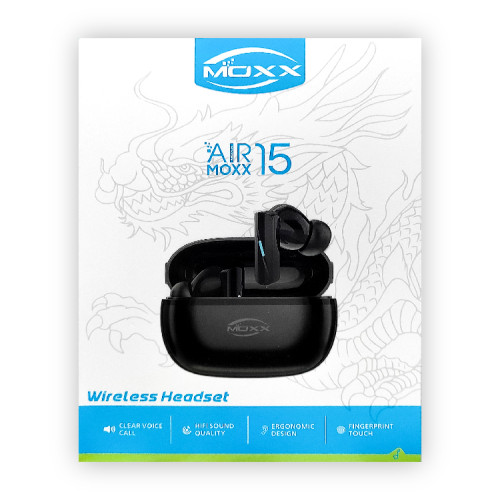 MOXX
AIR
MOXX
15
MOXX
Wireless Headset
CLEAR VOICE
CALL
HIFI SOUND
QUALITY
ERGONOMIC
DESIGN
FINGERPRINT
TOUCH